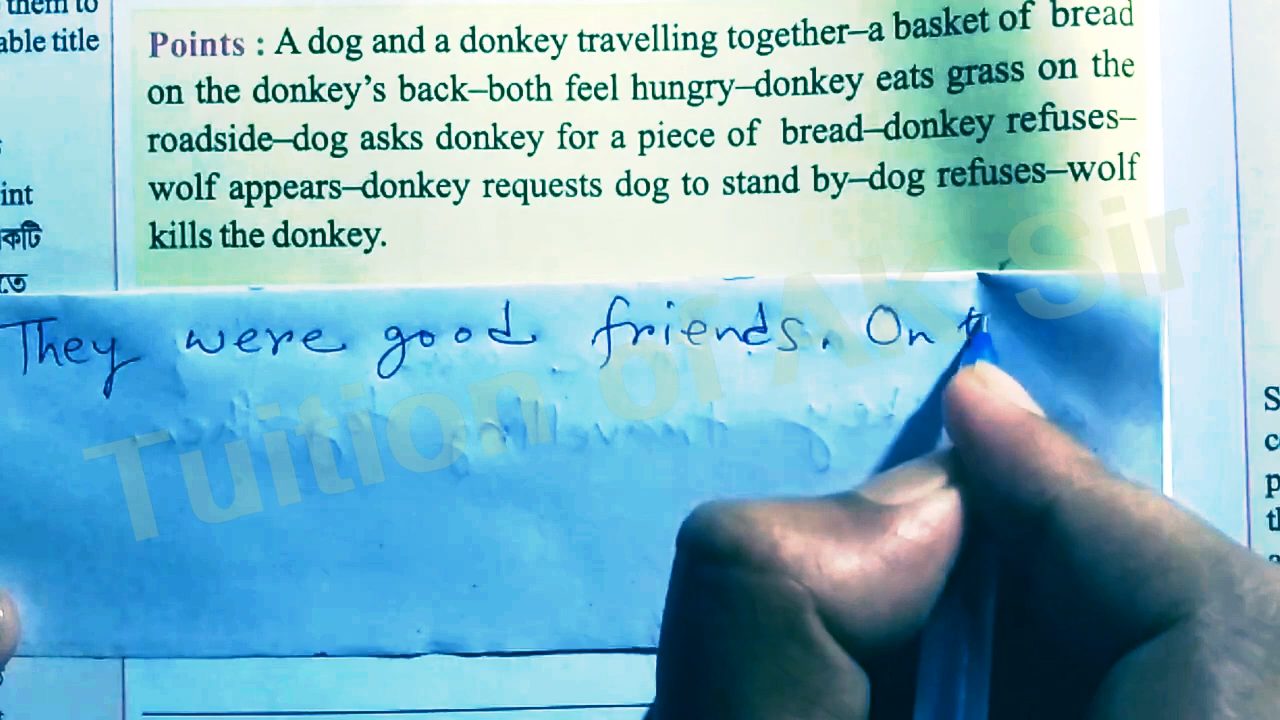 them to
able title
Points : A dog and a donkey travelling together–a basket of bread
on the donkey's back–both feel hungry–donkey eats grass on the
roadside–dog asks donkey for a piece of bread–donkey refuses–
wolf appears–donkey requests dog to stand by–dog refuses–wolf
kills the donkey.
int
কটি
তে
They were good friends. On
Tuition of AK Sir